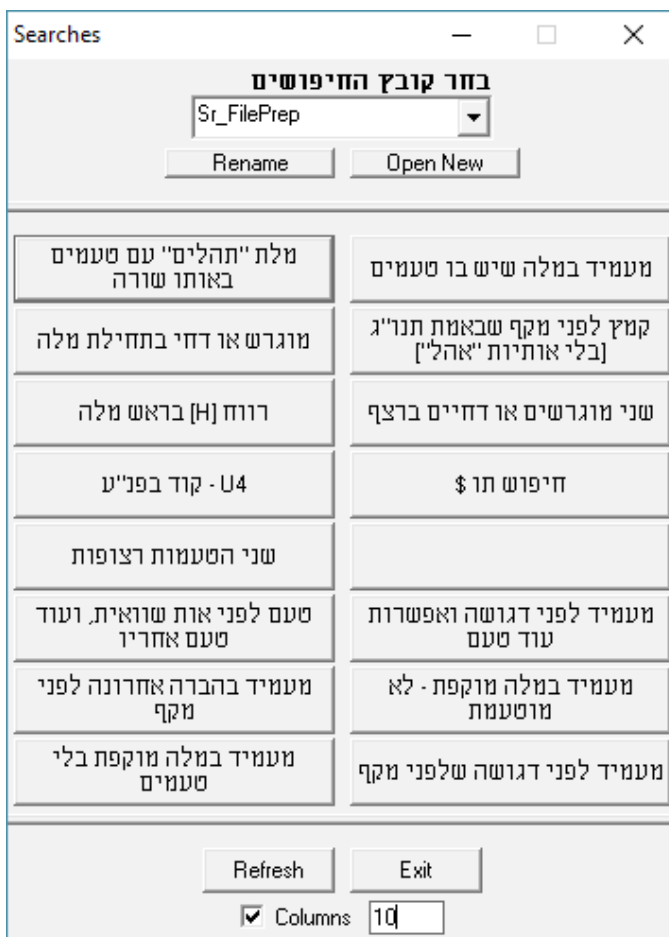 Searches
בחר קובץ החיפושים
Sr_FilePrep
Rename
Open New
מלת "תהלים" עם טעמים
באותו שורה
מעמיד במלה שיש בו טעמים
מוגרש או דחי בתחילת מלה
קמץ לפני מקף שבאמת תנו"ג
[בלי אותיות "אהל"]
רווח [H] בראש מלה
שני מוגרשים או דחיים ברצף
U4 - קוד בפנ"ע
חיפוש תו $
שני הטעמות רצופות
טעם לפני אות שוואית, ועוד
טעם אחריו
מעמיד לפני דגושה ואפשרות
עוד טעם
מעמיד בהברה אחרונה לפני
מקף
מעמיד במלה מוקפת - לא
מוטעמת
מעמיד במלה מוקפת בלי
טעמים
מעמיד לפני דגושה שלפני מקף
Refresh
Exit
Columns
10